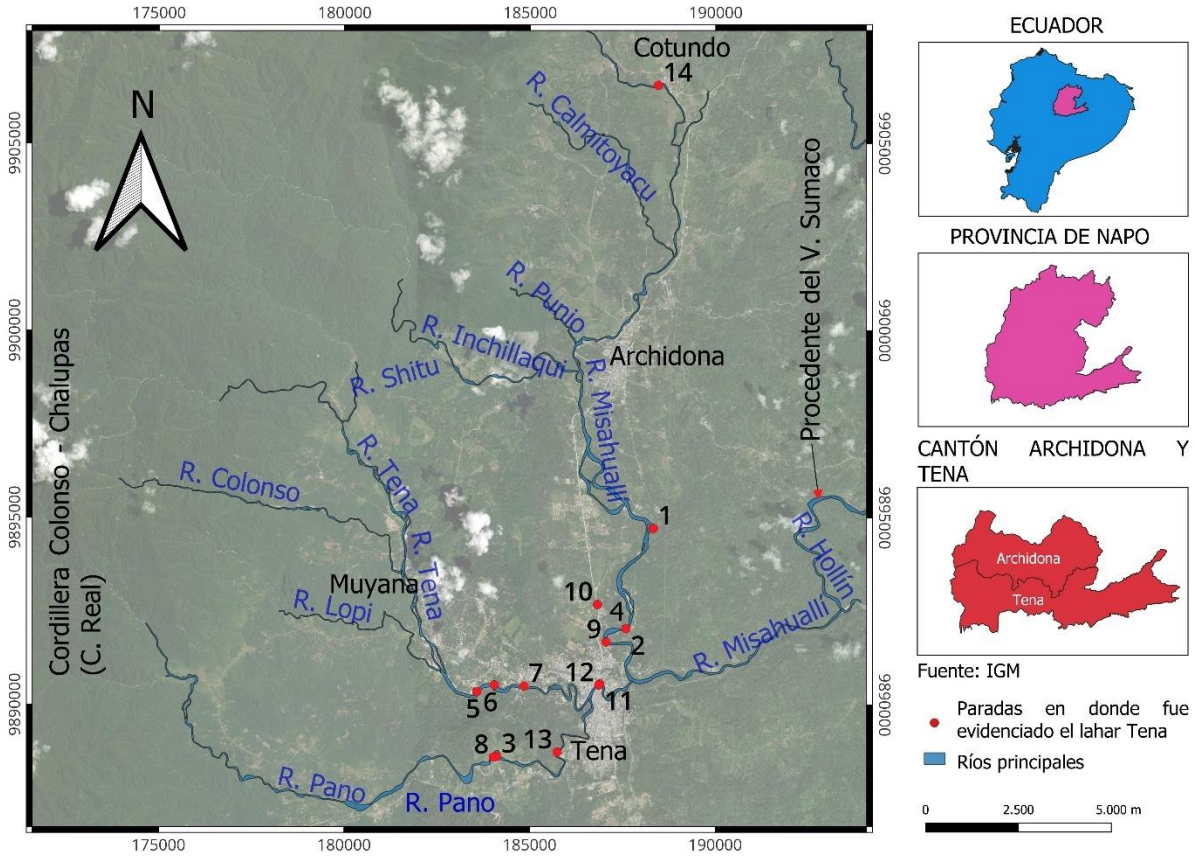 175000
180000
185000
190000
9905000
9900000
9895000
9890000
N
Cotundo
14
R. Calmitoyacu
R. Punio
R. Inchillaqui
R. Shitu
Archidona
R. Misahuallí
Procedente del V. Sumaco
R. Tena
R. Colonso
R. Tena
Muyana
R. Lopi
Cordillera Colonso - Chalupas
(C. Real)
1
R. Hollín
10
4
9
2
R. Misahuallí
12
11
7
6
5
8
3
13
Tena
R. Pano
R. Pano
9905000
9900000
9895000
9890000
175000
180000
185000
190000
ECUADOR
PROVINCIA DE NAPO
CANTÓN ARCHIDONA Y
TENA
Archidona
Tena
Fuente: IGM
Paradas en donde fue
evidenciado el lahar Tena
Ríos principales
0
2.500
5.000 m